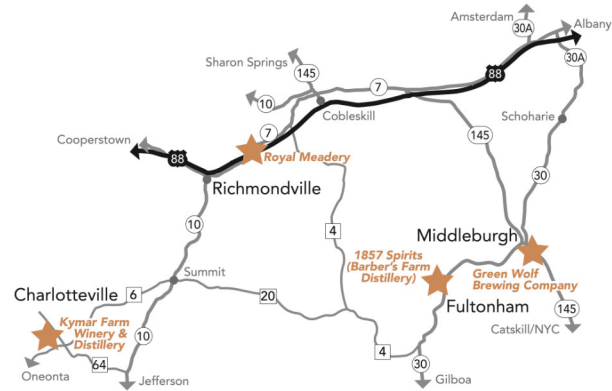 Amsterdam
30A
Albany
30A
Sharon Springs
145
88
7
10
Cobleskill
Schoharie
Cooperstown
88
7
Royal Meadery
145
30
Richmondville
10
4
Middleburgh
1857 Spirits
(Barber's Farm
Distillery)
Green Wolf
Brewing Company
Summit
Charlotteville
6
20
Fultonham
145
Kymar Farm
Winery &
Distillery
10
Catskill/NYC
4
30
64
Oneonta
Jefferson
Gilboa